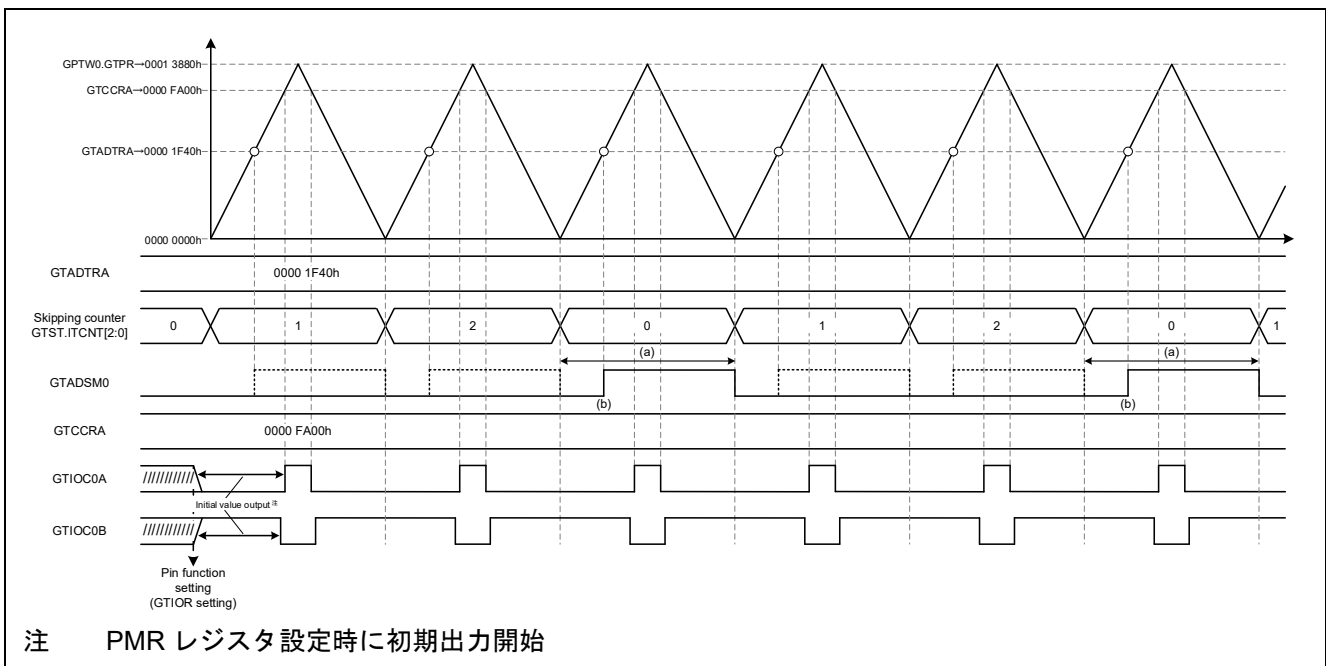 GPTW0.GTPR→0001 3880h
GTCCRA→0000 FA00h
GTADTRA→0000 1F40h
0000 0000h
GTADTRA
0000 1F40h
Skipping counter
GTST.ITCNT[2:0]
0
1
2
0
1
2
0
1
(a)
(a)
GTADSM0
(b)
(b)
GTCCRA
0000 FA00h
GTIOC0A
Initial value output 注
GTIOC0B
Pin function
setting
(GTIOR setting)
注 PMR レジスタ設定時に初期出力開始